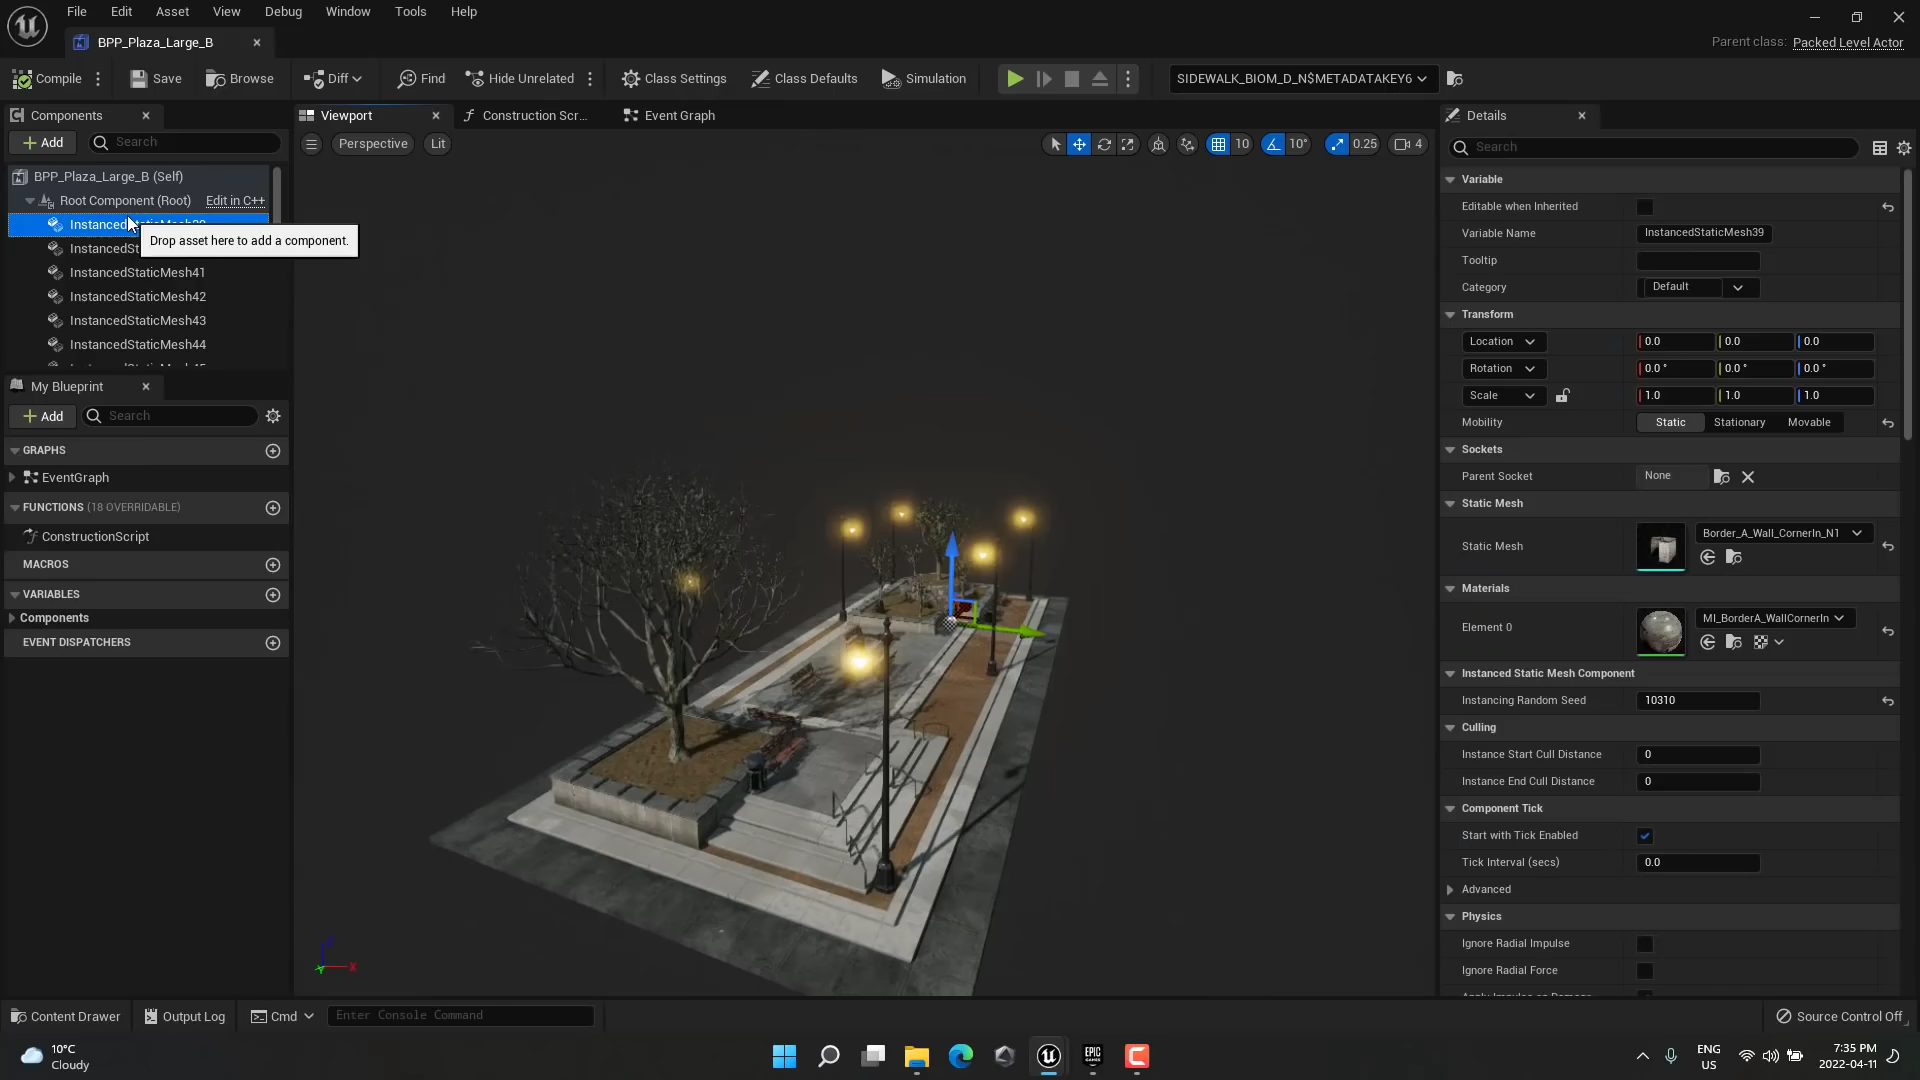 File Edit Asset View Debug Window Tools Help
BPP_Plaza_Large_B
Parent class: Packed Level Actor
Compile Save Browse Diff Find Hide Unrelated Class Settings Class Defaults Simulation SIDEWALK_BIOM_D_N$METADATAKEY6
Components
Add Search
BPP_Plaza_Large_B (Self)
Root Component (Root) Edit in C++
Drop asset here to add a component.
InstancedStaticMesh41
InstancedStaticMesh42
InstancedStaticMesh43
InstancedStaticMesh44
My Blueprint
Add Search
GRAPHS
EventGraph
FUNCTIONS (18 OVERRIDABLE)
ConstructionScript
MACROS
VARIABLES
Components
EVENT DISPATCHERS
Viewport Construction Scr... Event Graph
Perspective Lit 10 10° 0.25 4
Z
Y X
Details
Search
Variable
Editable when Inherited
Variable Name InstancedStaticMesh39
Tooltip
Category Default
Transform
Location 0.0 0.0 0.0
Rotation 0.0 ° 0.0 ° 0.0 °
Scale 1.0 1.0 1.0
Mobility Static Stationary Movable
Sockets
Parent Socket None
Static Mesh
Static Mesh Border_A_Wall_CornerIn_N1
Materials
Element 0 MI_BorderA_WallCornerIn
Instanced Static Mesh Component
Instancing Random Seed 10310
Culling
Instance Start Cull Distance 0
Instance End Cull Distance 0
Component Tick
Start with Tick Enabled
Tick Interval (secs) 0.0
Advanced
Physics
Ignore Radial Impulse
Ignore Radial Force
Content Drawer Output Log Cmd Enter Console Command Source Control Off
10°C
Cloudy
EPIC GAMES
ENG
US
7:35 PM
2022-04-11